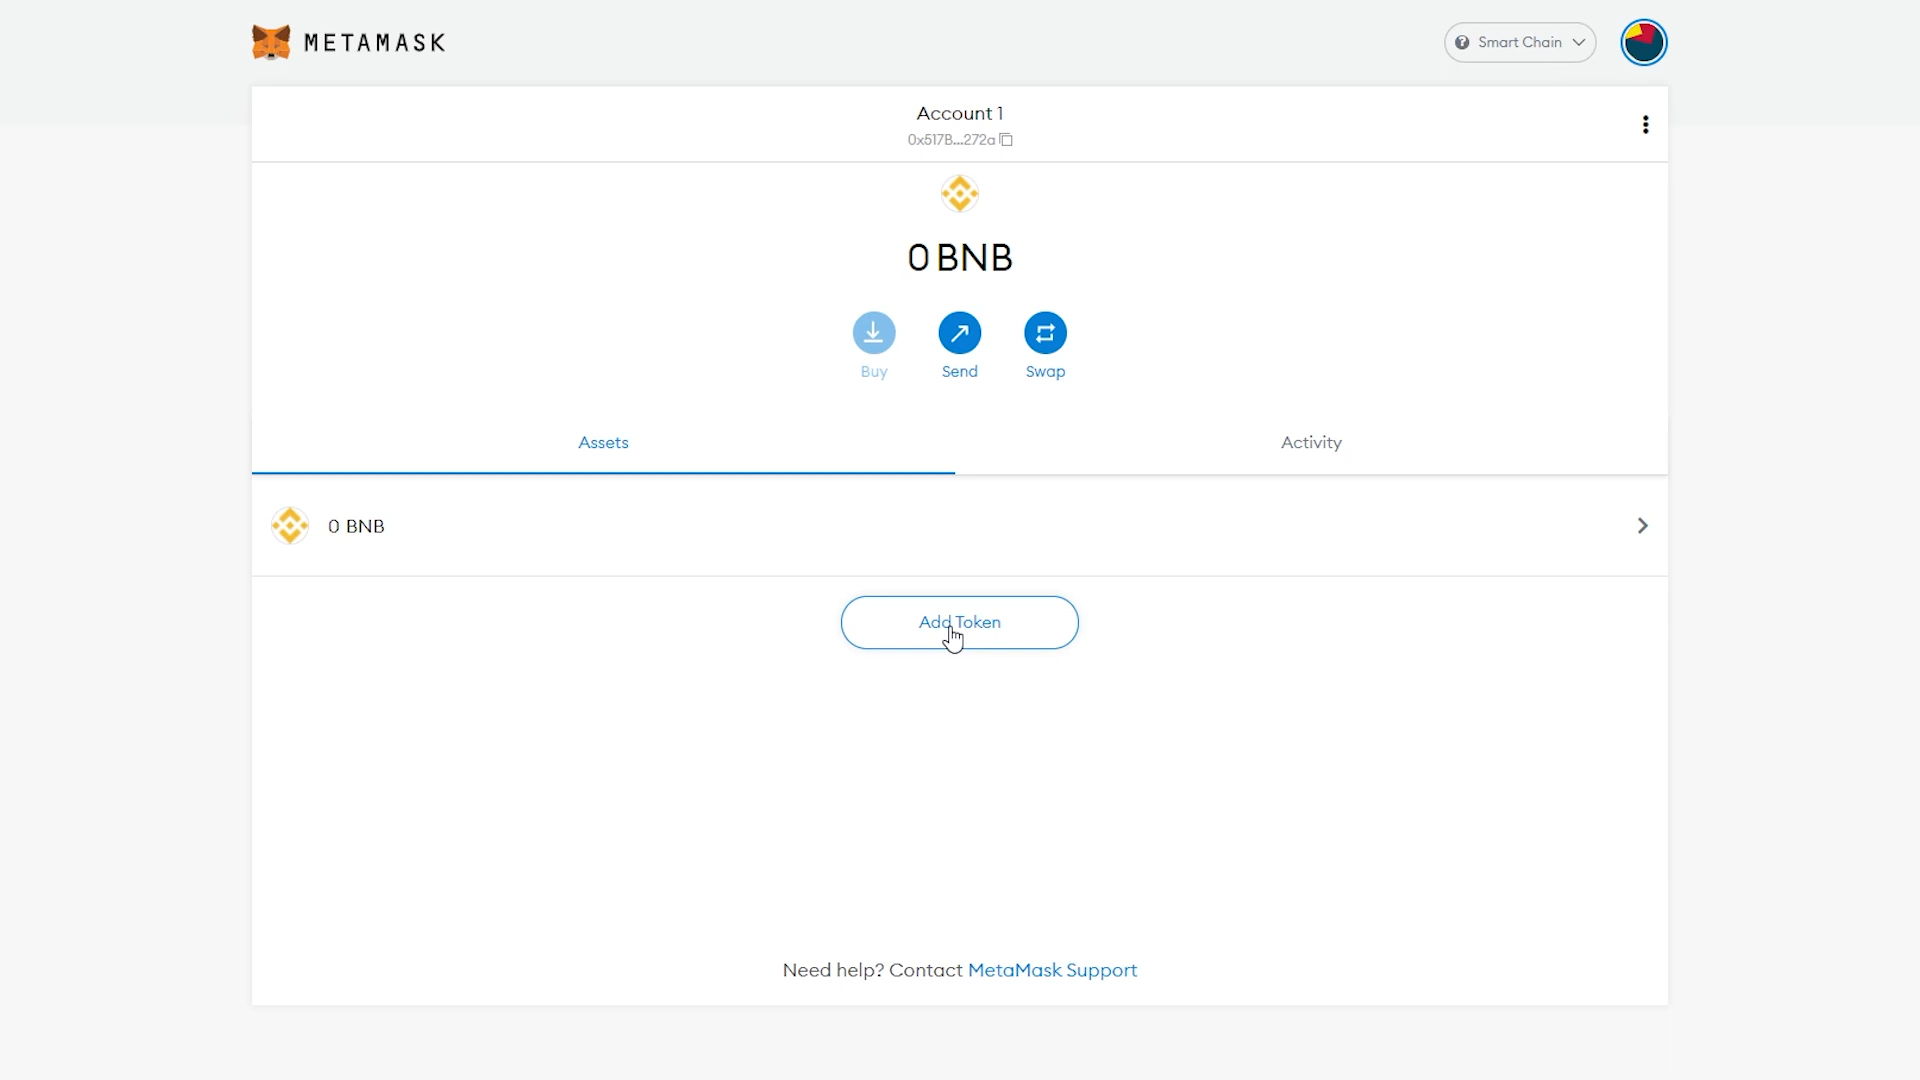 METAMASK
Smart Chain
Account 1
0x517B...272a
0 BNB
Buy
Send
Swap
Assets
Activity
0 BNB
Add Token
Need help? Contact MetaMask Support